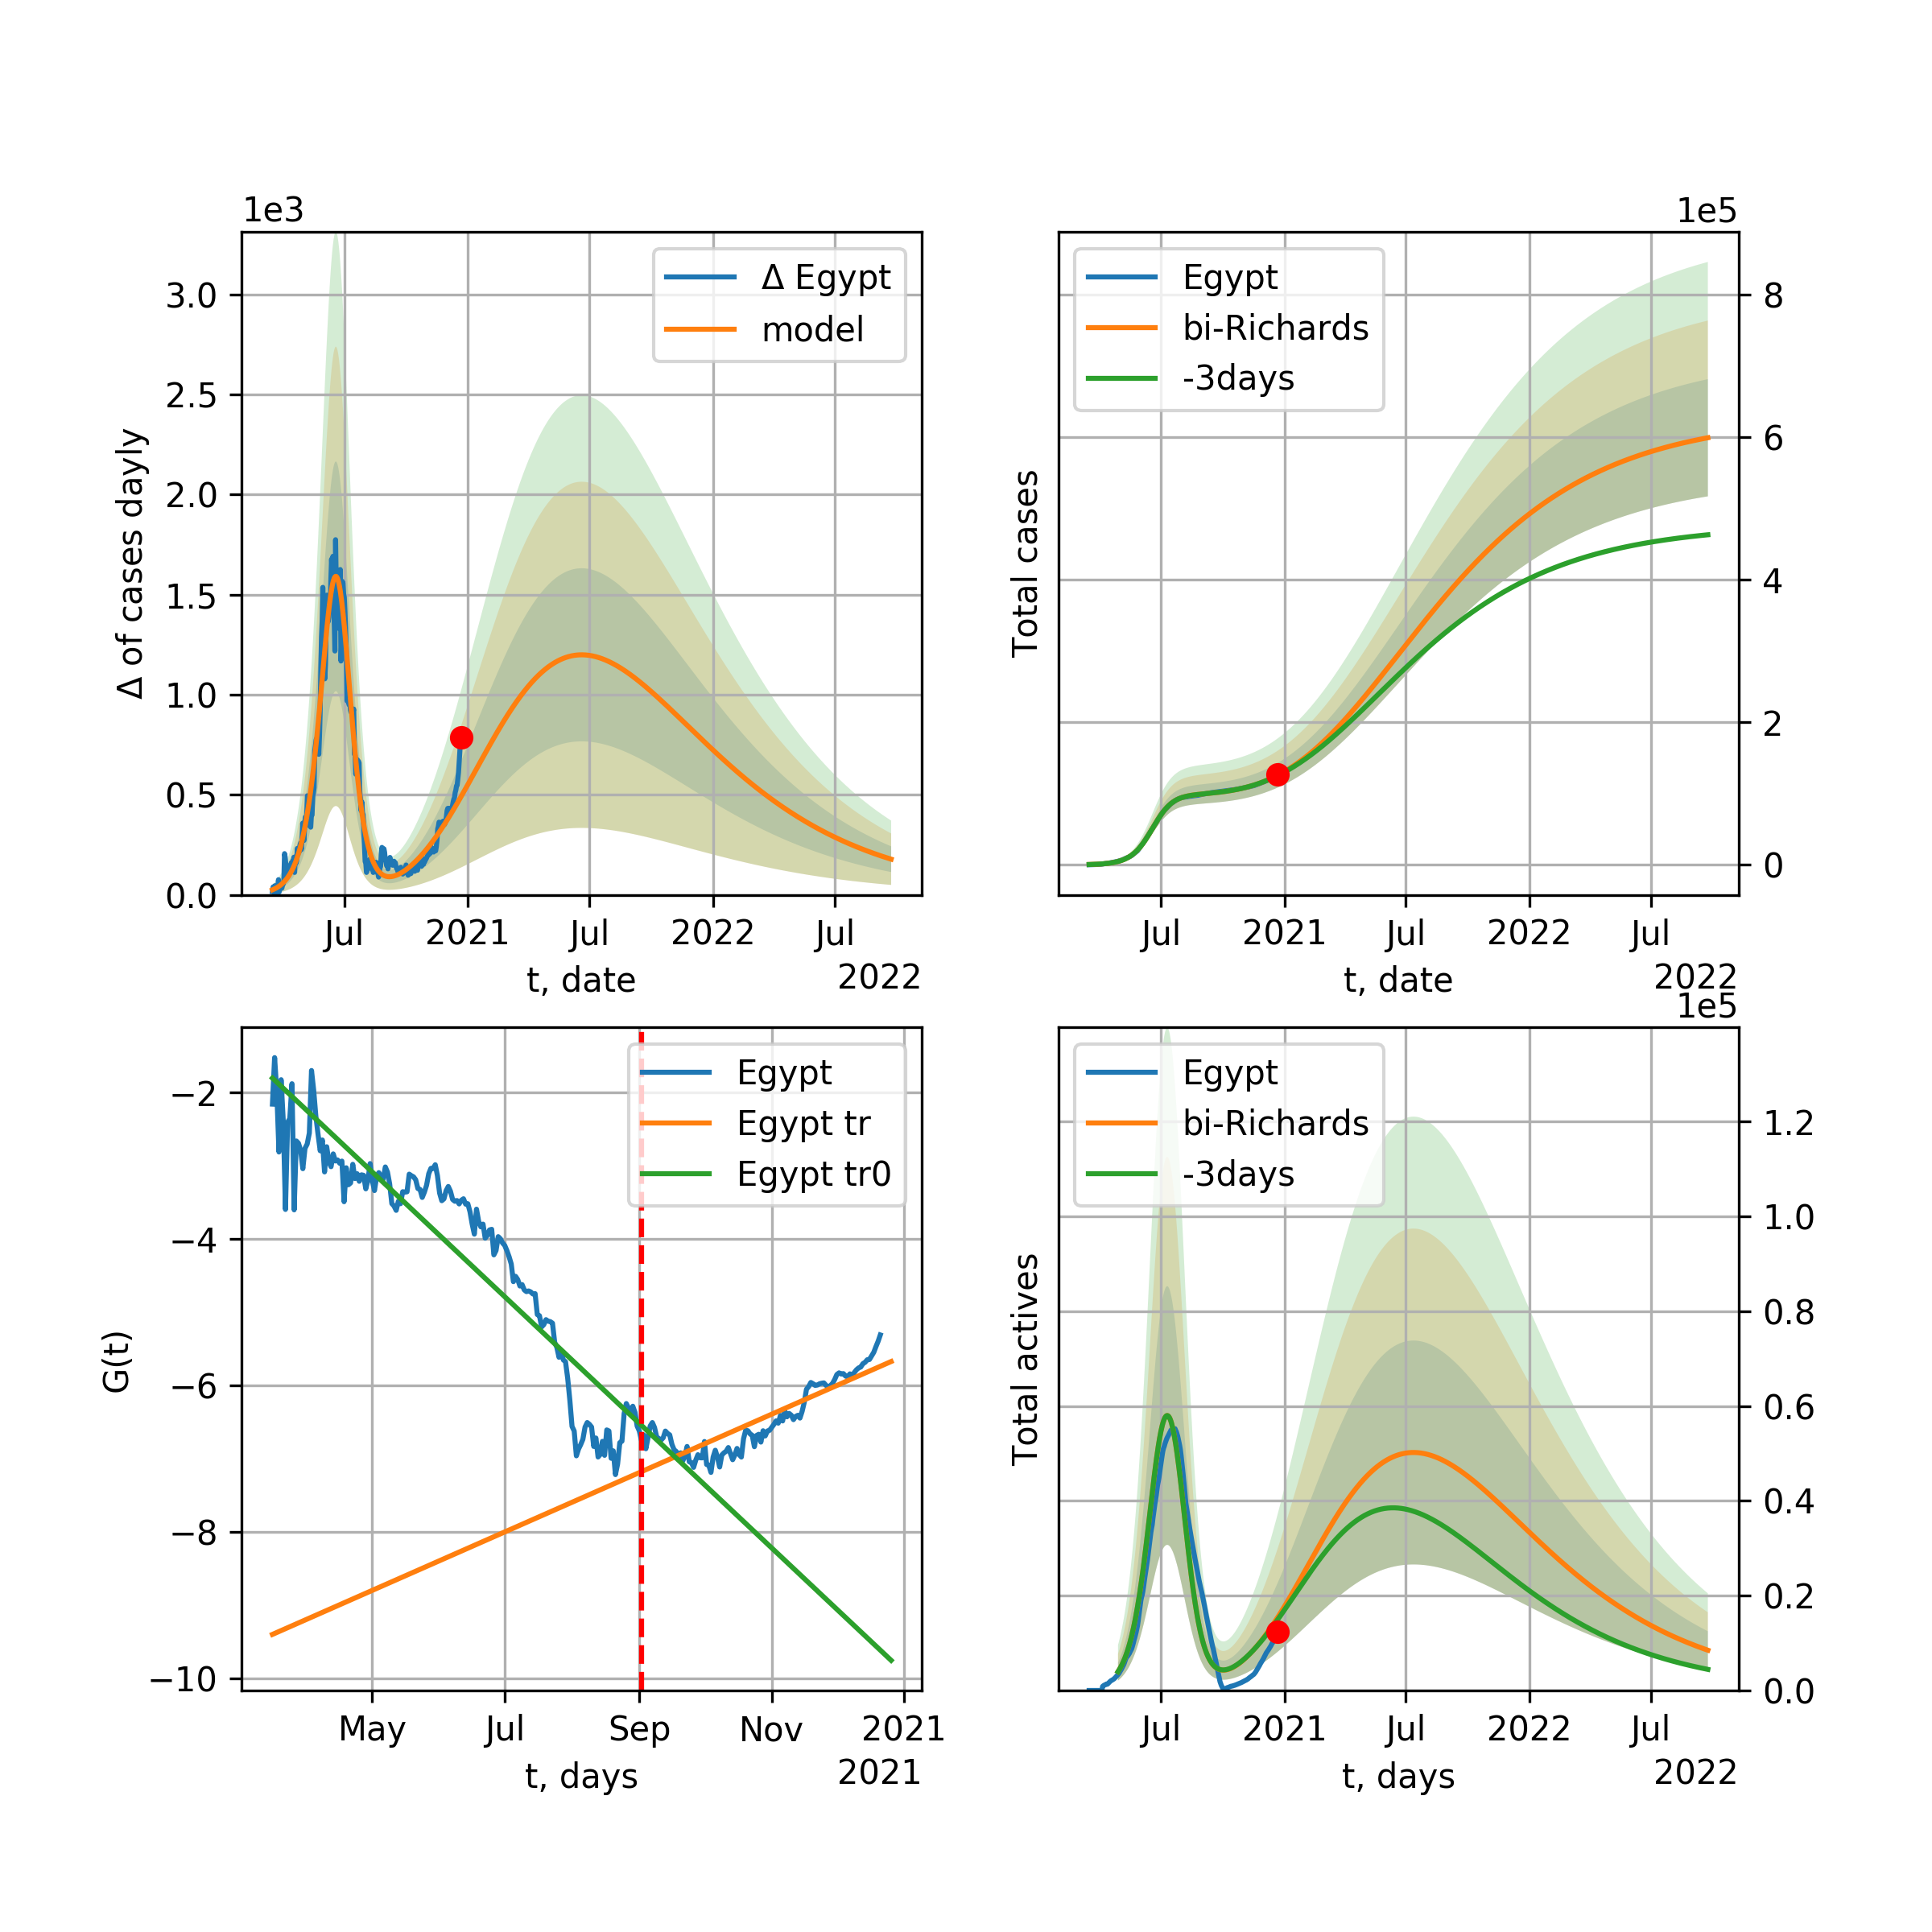 1e3
3.0
2.5
2.0
1.5
1.0
0.5
0.0
Δ of cases dayly
Δ Egypt
model
Jul
2021
Jul
2022
Jul
t, date
2022
1e5
Egypt
bi-Richards
-3days
Total cases
8
6
4
2
0
Jul
2021
Jul
2022
Jul
t, date
2022
−2
−4
−6
−8
−10
G(t)
Egypt
Egypt tr
Egypt tr0
May
Jul
Sep
Nov
2021
t, days
2021
1e5
Egypt
bi-Richards
-3days
Total actives
1.2
1.0
0.8
0.6
0.4
0.2
0.0
Jul
2021
Jul
2022
Jul
t, days
2022